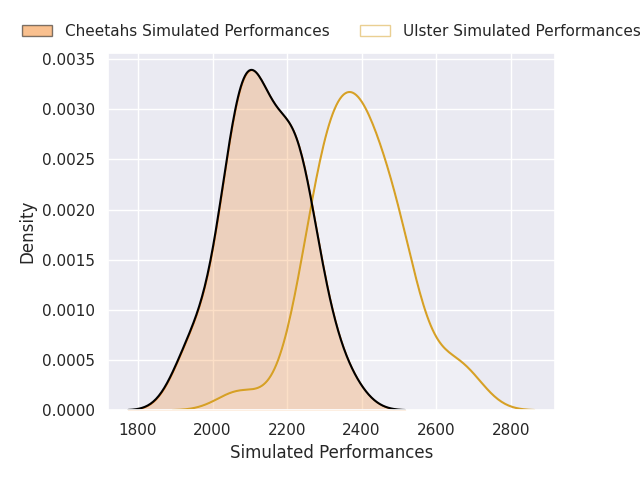 Cheetahs Simulated Performances
Ulster Simulated Performances
0.0035
0.0030
0.0025
0.0020
0.0015
0.0010
0.0005
0.0000
Density
1800 2000 2200 2400 2600 2800
Simulated Performances